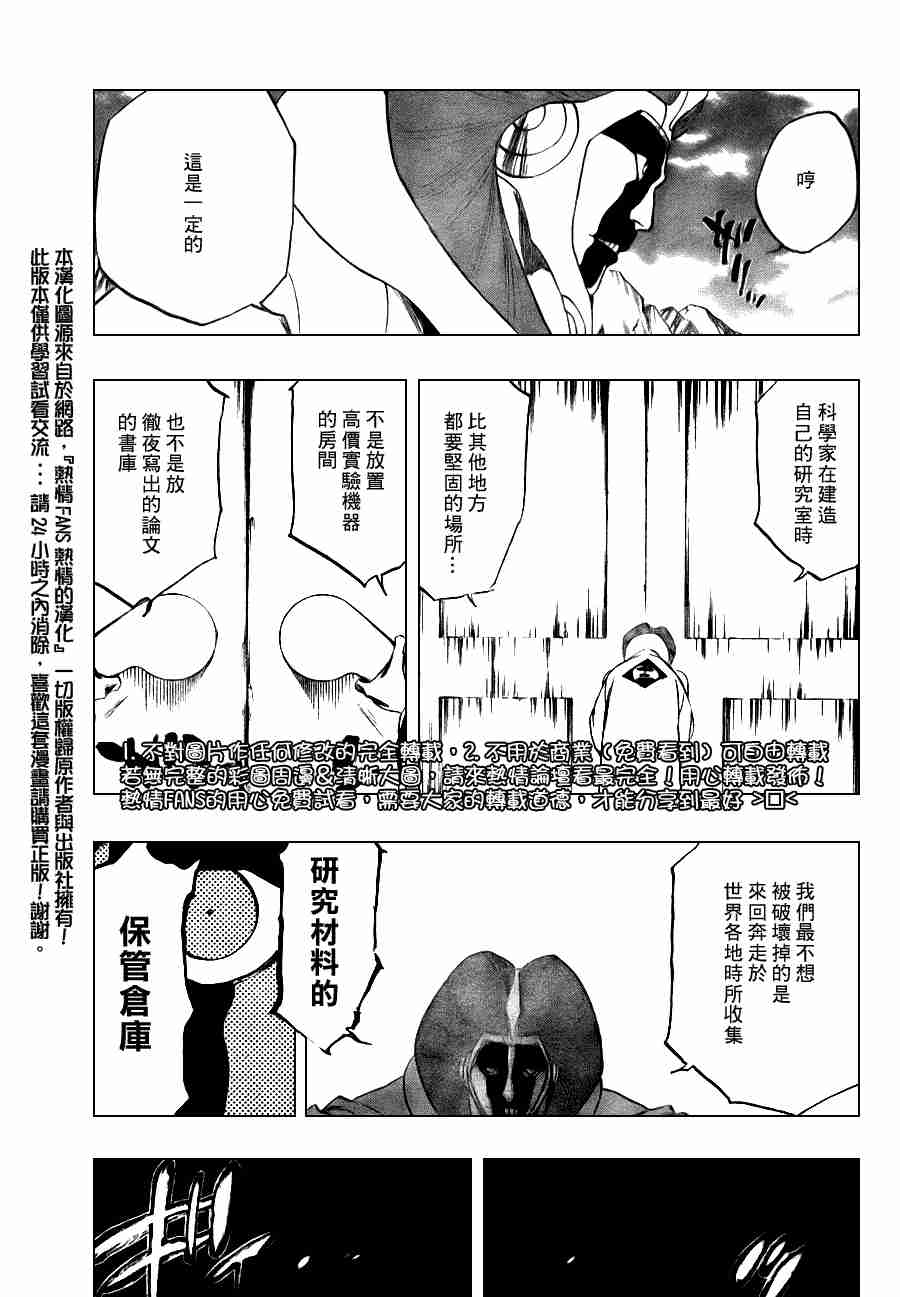 哼
這是一定的
科學家在建造
自己的研究室時
比其他地方
都要堅固的場所…
不是放置
高價實驗機器
的房間
也不是放
徹夜寫出的論文
的書庫
1.不對圖片作任何修改的完全轉載，2.不用於商業（免費看到）可自由轉載
若無完整的彩圖周漫&清晰大圖，請來熱情論壇看最完全！用心轉載發佈！
熱情FANS的用心免費試看，需要大家的轉載道德，才能分享到最好 >口<
我們最不想
被破壞掉的是
來回奔走於
世界各地時所收集
研究材料的
保管倉庫
本漢化圖源來自於網路，『熱情FANS 熱情的漢化』一切版權歸原作者與出版社擁有！
此版本僅供學習試看交流…請24小時之內消除，喜歡這套漫畫請購買正版！謝謝。